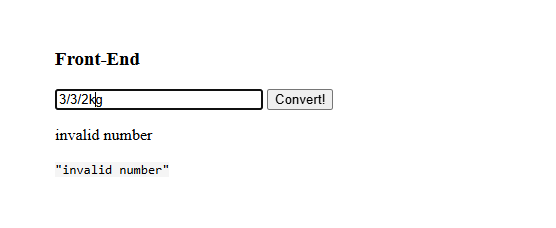 Front-End
3/3/2kg Convert!
invalid number
"invalid number"